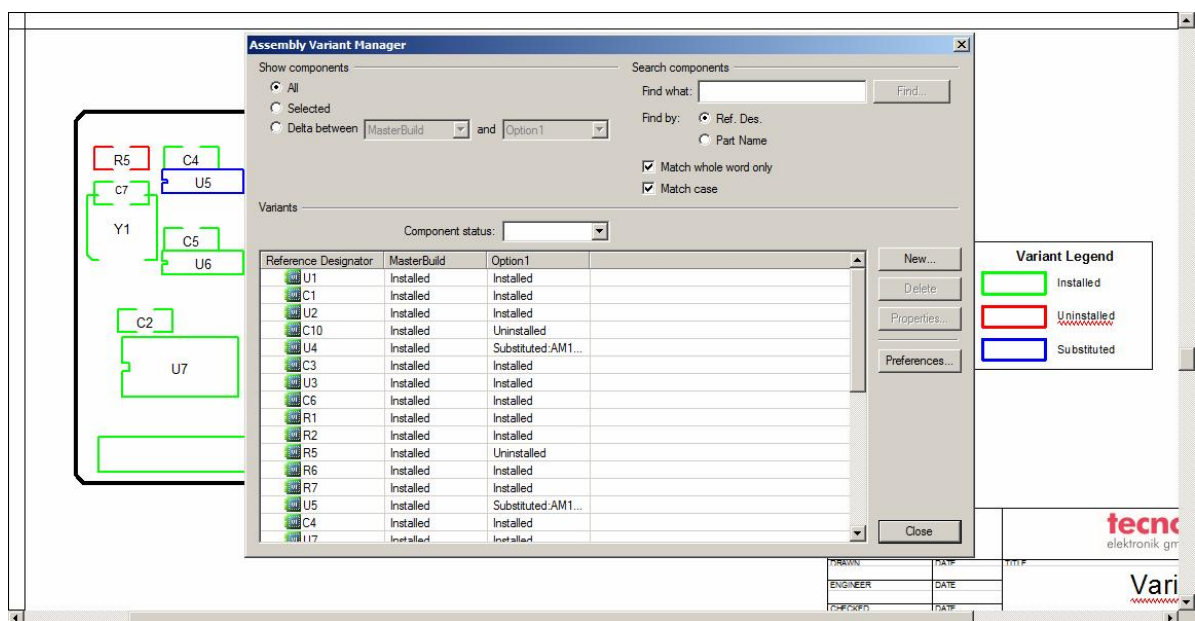 Assembly Variant Manager
Show components
All
Selected
Delta between MasterBuild and Option1
Search components
Find what: Find...
Find by: Ref. Des.
Part Name
Match whole word only
Match case
Variants
Component status:
Reference Designator MasterBuild Option1
U1 Installed Installed
C1 Installed Installed
U2 Installed Installed
C10 Installed Uninstalled
U4 Installed Substituted:AM1...
C3 Installed Installed
U3 Installed Installed
C6 Installed Installed
R1 Installed Installed
R2 Installed Installed
R5 Installed Uninstalled
R6 Installed Installed
R7 Installed Installed
U5 Installed Substituted:AM1...
C4 Installed Installed
U7 Installed Installed
New...
Delete
Properties...
Preferences...
Close
R5 C4
C7 U5
Y1
C5
U6
C2
U7
Variant Legend
Installed
Uninstalled
Substituted
tecno
elektronik gm
DRAWN DATE TITLE
ENGINEER DATE
Vari
CHECKED DATE